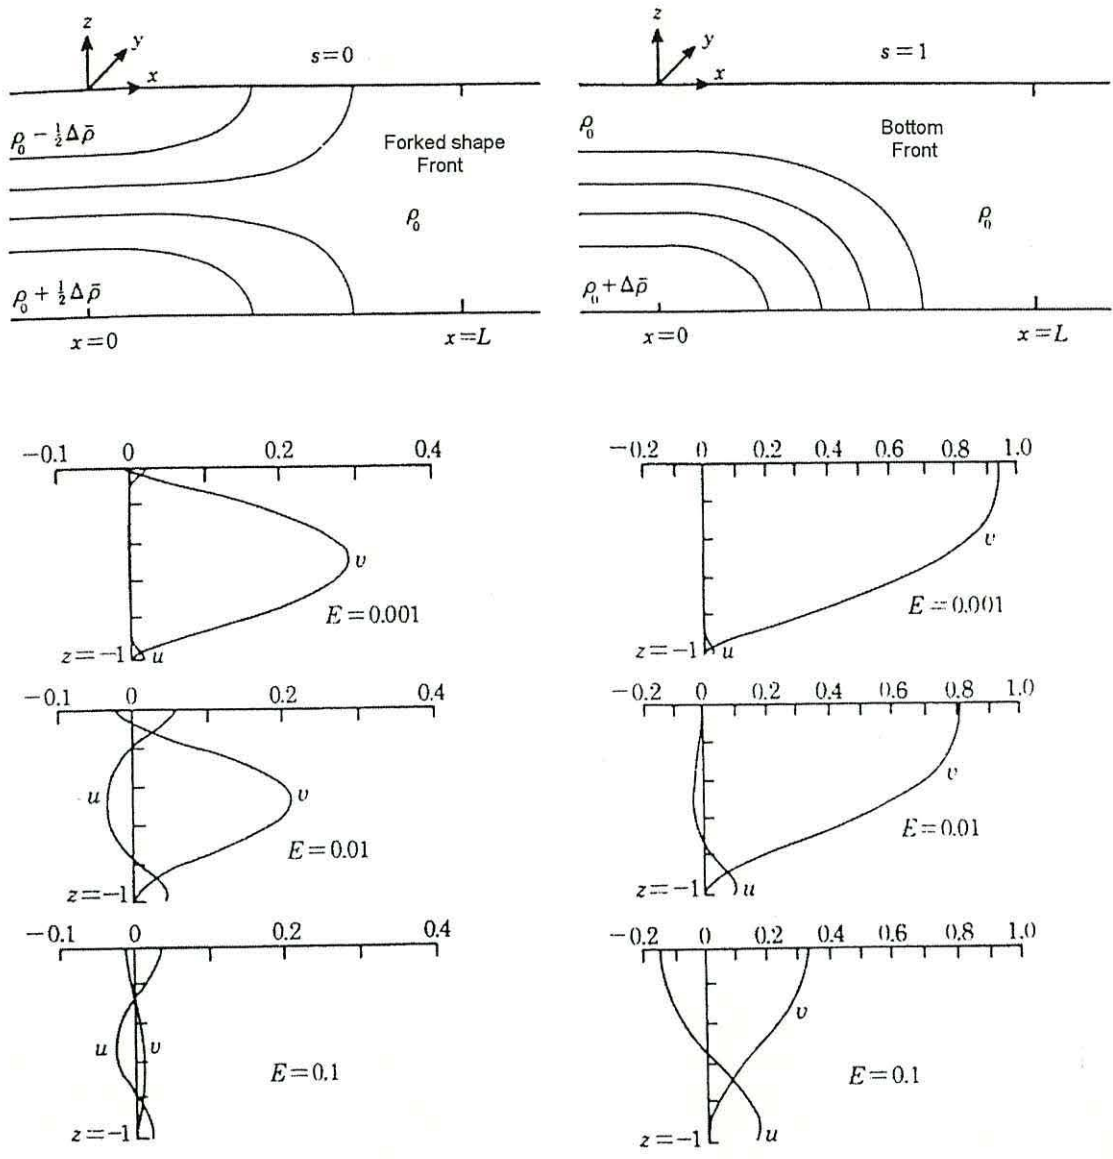 z
y
x
s=0
ρ₀ − ½Δρ̄
Forked shape
Front
ρ₀
ρ₀ + ½Δρ̄
x=0
x=L
z
y
x
s=1
ρ₀
Bottom
Front
ρ₀
ρ₀ + Δρ̄
x=0
x=L
−0.1 0 0.2 0.4
v
E=0.001
z=−1 u
−0.2 0 0.2 0.4 0.6 0.8 1.0
v
E=0.001
z=−1 u
−0.1 0 0.2 0.4
u v
E=0.01
z=−1
−0.2 0 0.2 0.4 0.6 0.8 1.0
v
E=0.01
z=−1 u
−0.1 0 0.2 0.4
u v
E=0.1
z=−1
−0.2 0 0.2 0.4 0.6 0.8 1.0
v
E=0.1
z=−1 u